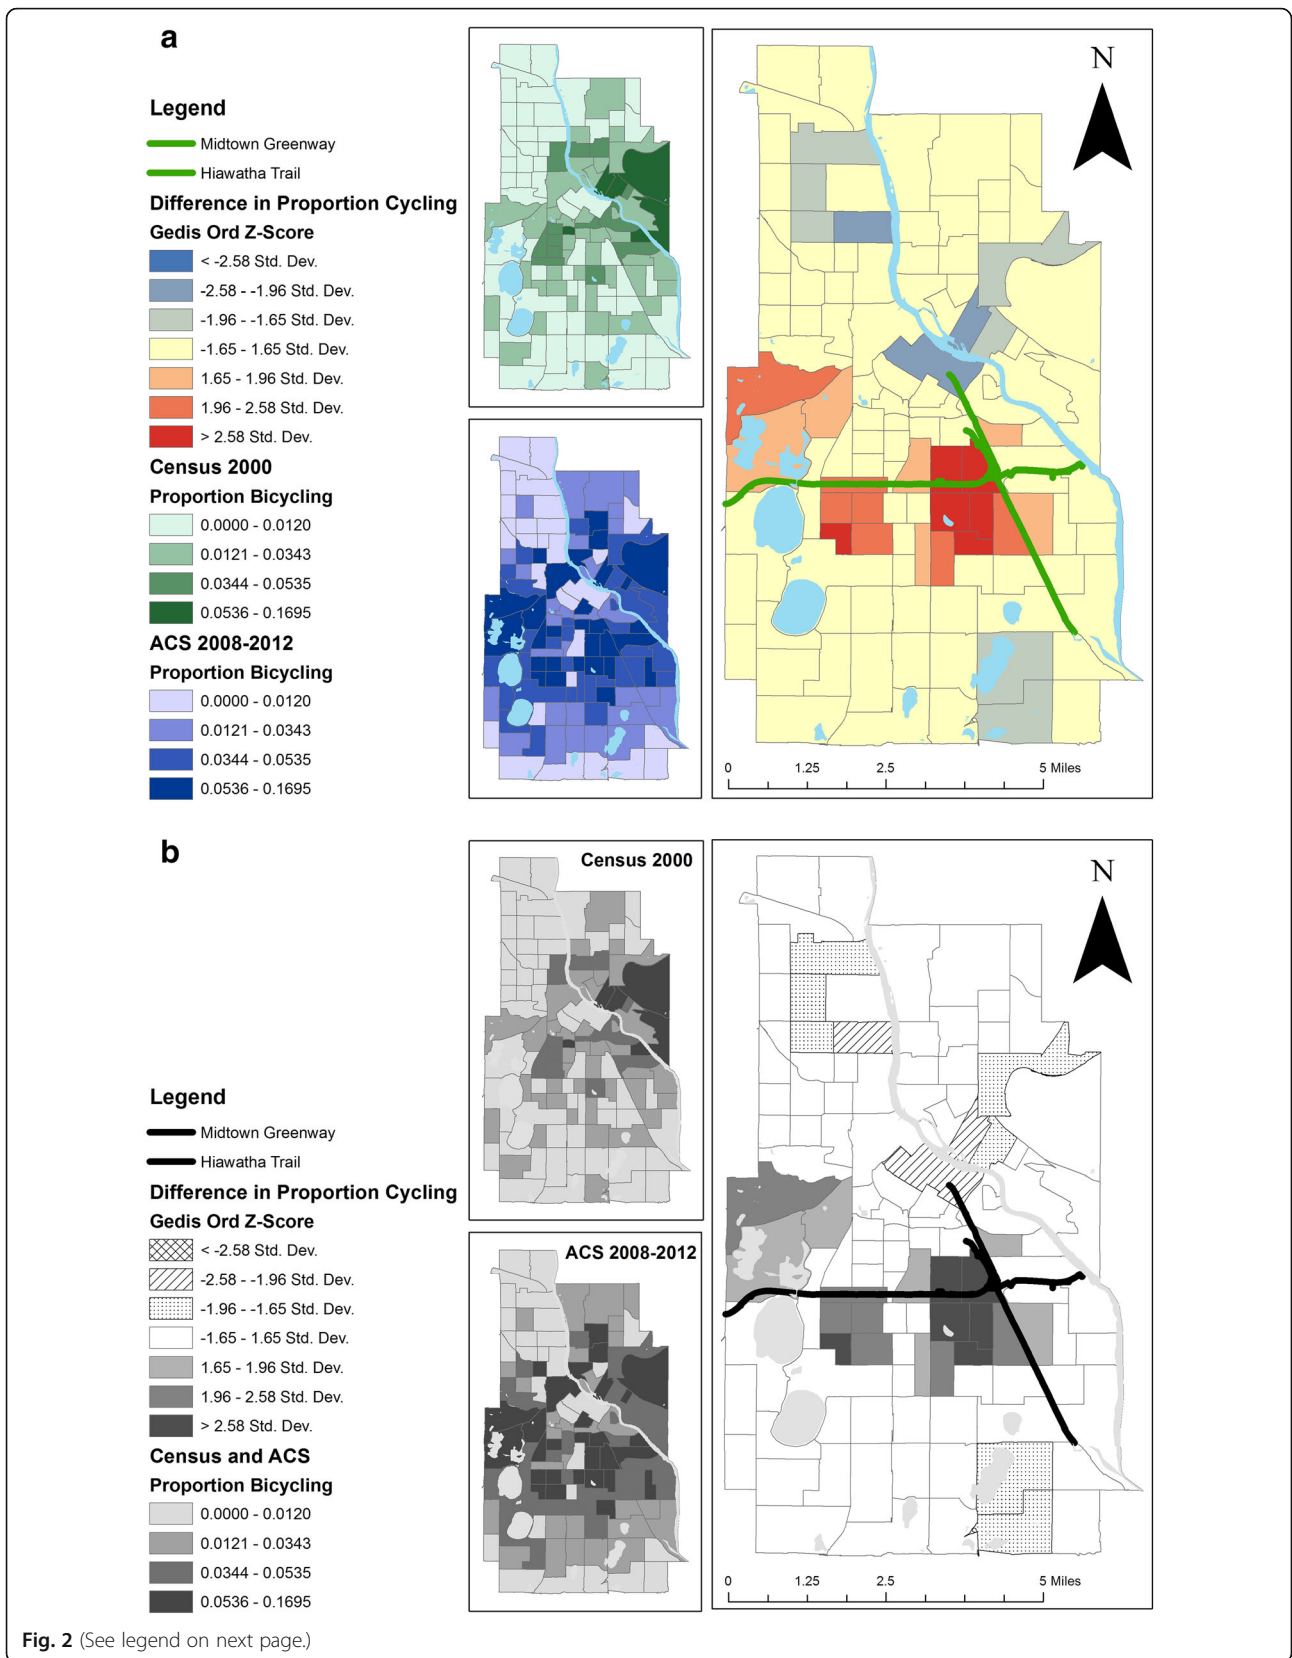 a
Legend
Midtown Greenway
Hiawatha Trail
Difference in Proportion Cycling
Gedis Ord Z-Score
< -2.58 Std. Dev.
-2.58 - -1.96 Std. Dev.
-1.96 - -1.65 Std. Dev.
-1.65 - 1.65 Std. Dev.
1.65 - 1.96 Std. Dev.
1.96 - 2.58 Std. Dev.
> 2.58 Std. Dev.
Census 2000
Proportion Bicycling
0.0000 - 0.0120
0.0121 - 0.0343
0.0344 - 0.0535
0.0536 - 0.1695
ACS 2008-2012
Proportion Bicycling
0.0000 - 0.0120
0.0121 - 0.0343
0.0344 - 0.0535
0.0536 - 0.1695
N
0 1.25 2.5 5 Miles
b
Legend
Midtown Greenway
Hiawatha Trail
Difference in Proportion Cycling
Gedis Ord Z-Score
< -2.58 Std. Dev.
-2.58 - -1.96 Std. Dev.
-1.96 - -1.65 Std. Dev.
-1.65 - 1.65 Std. Dev.
1.65 - 1.96 Std. Dev.
1.96 - 2.58 Std. Dev.
> 2.58 Std. Dev.
Census and ACS
Proportion Bicycling
0.0000 - 0.0120
0.0121 - 0.0343
0.0344 - 0.0535
0.0536 - 0.1695
Census 2000
ACS 2008-2012
N
0 1.25 2.5 5 Miles
Fig. 2 (See legend on next page.)